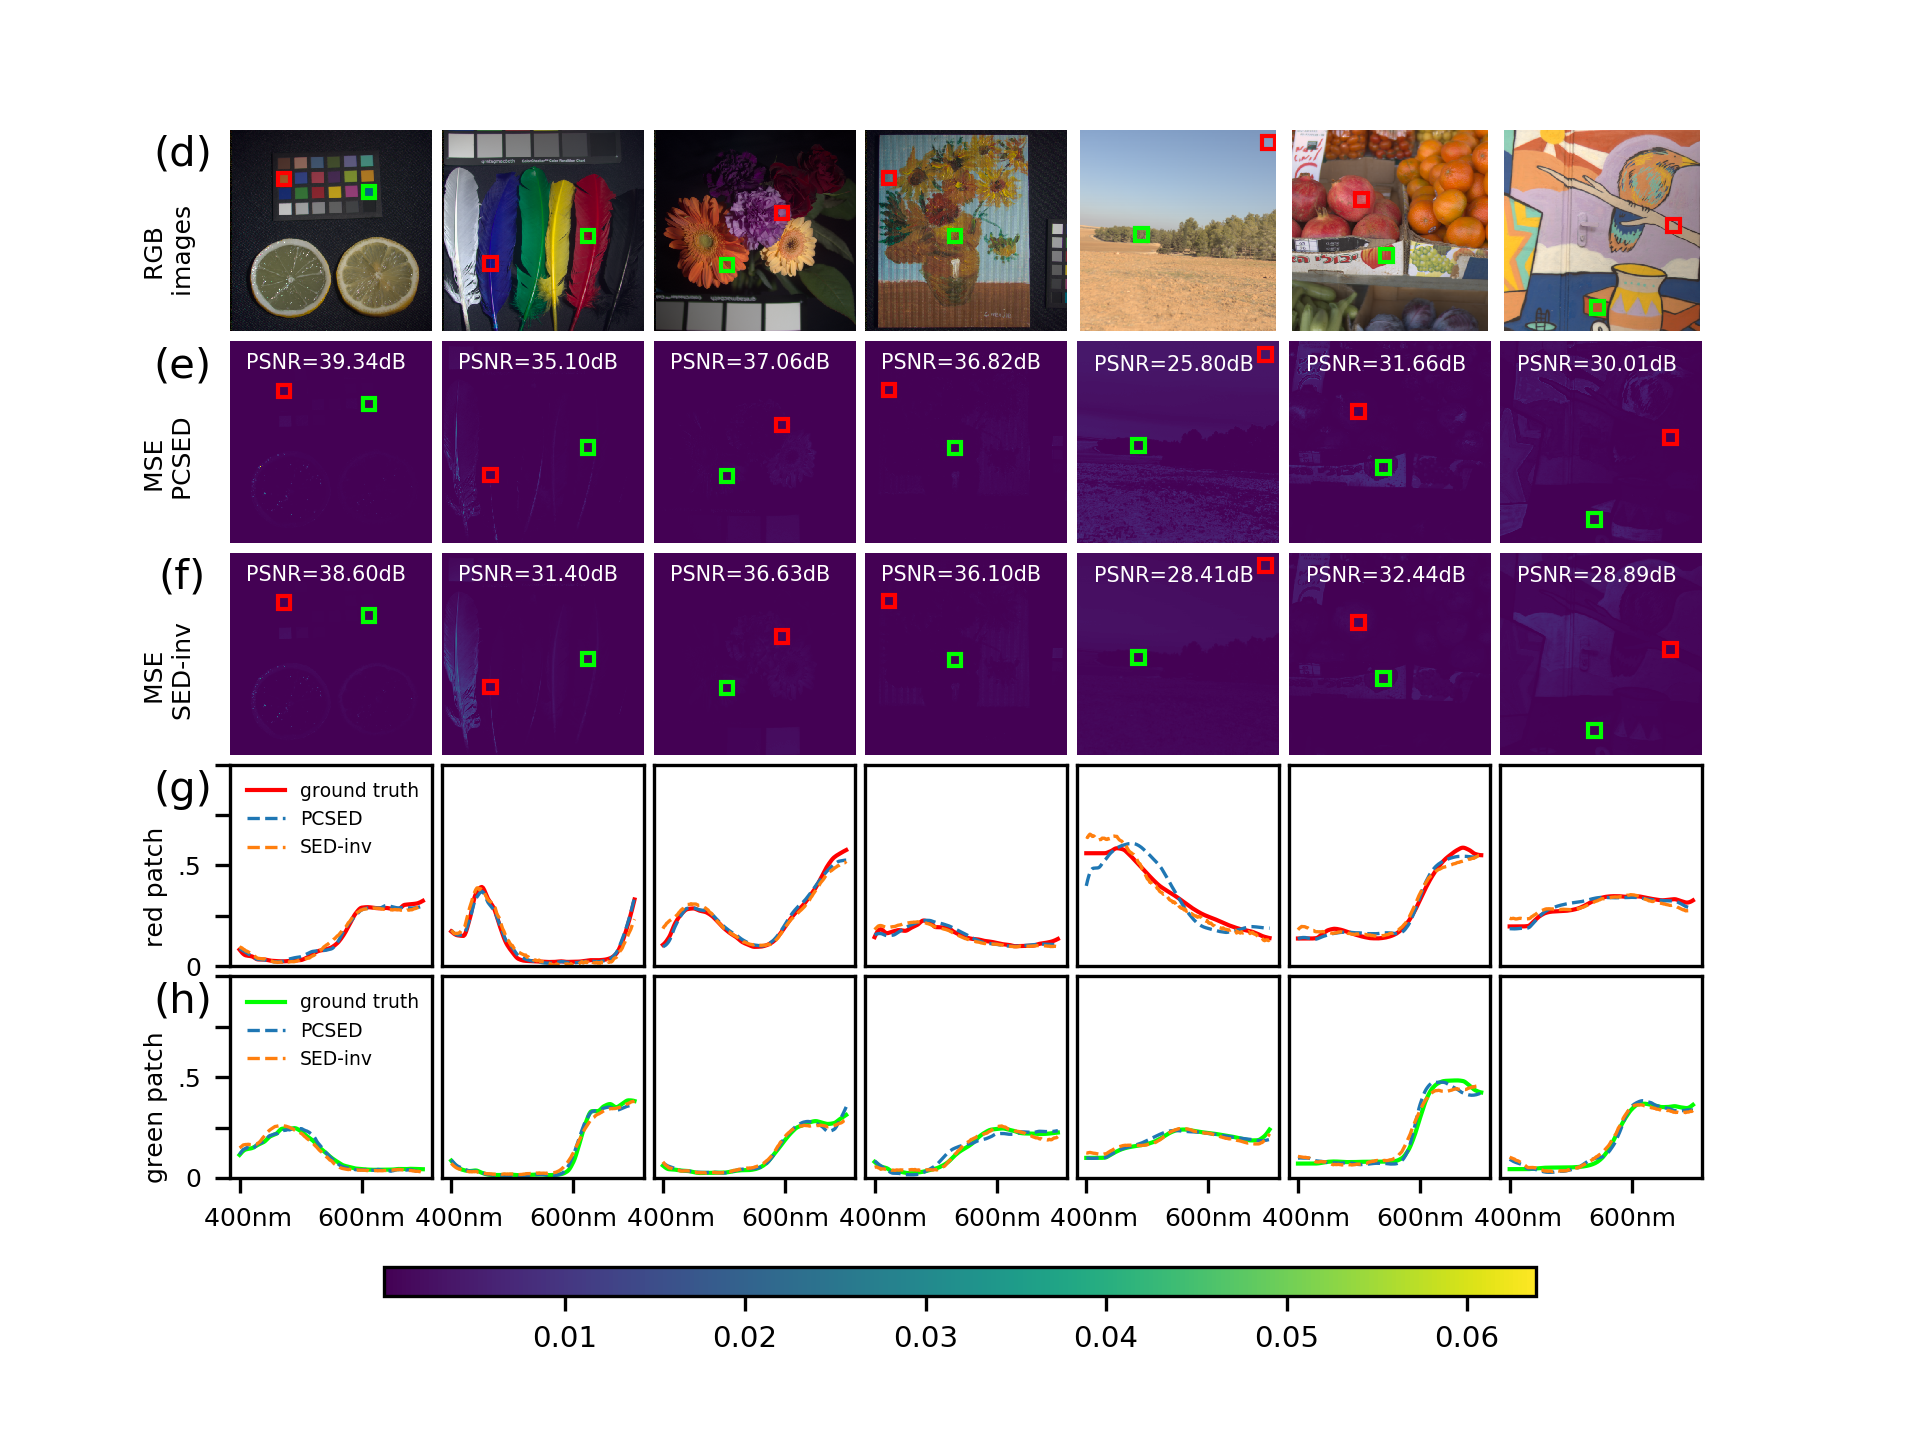 (d)
RGB
images
(e)
MSE
PCSED
PSNR=39.34dB
PSNR=35.10dB
PSNR=37.06dB
PSNR=36.82dB
PSNR=25.80dB
PSNR=31.66dB
PSNR=30.01dB
(f)
MSE
SED-inv
PSNR=38.60dB
PSNR=31.40dB
PSNR=36.63dB
PSNR=36.10dB
PSNR=28.41dB
PSNR=32.44dB
PSNR=28.89dB
(g)
red patch
.5
0
ground truth
PCSED
SED-inv
(h)
green patch
.5
0
ground truth
PCSED
SED-inv
400nm 600nm 400nm 600nm 400nm 600nm 400nm 600nm 400nm 600nm 400nm 600nm 400nm 600nm
0.01 0.02 0.03 0.04 0.05 0.06